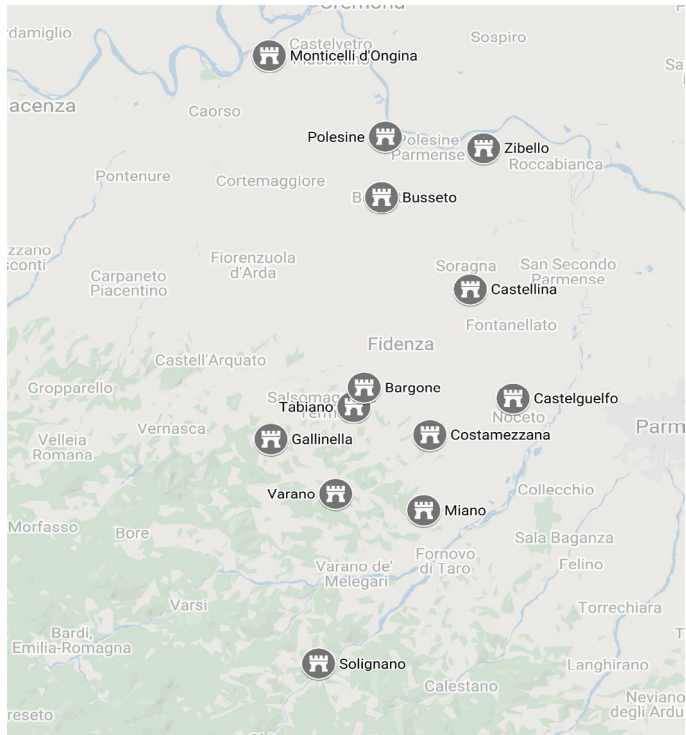 Cremona
rdamiglio
Castelvetro
Piacentino
Monticelli d'Ongina
Sospiro
acenza
Caorso
Polesine
Polesine
Parmense
Zibello
Roccabianca
Pontenure
Cortemaggiore
Busseto
zzano
sconti
Fiorenzuola
d'Arda
Carpaneto
Piacentino
Soragna
San Secondo
Parmense
Castellina
Fontanellato
Fidenza
Castell'Arquato
Gropparello
Bargone
Tabiano
Castelguelfo
Noceto
Vernasca
Parm
Velleia
Romana
Gallinella
Costamezzana
Varano
Collecchio
Miano
Morfasso
Bore
Sala Baganza
Fornovo
di Taro
Felino
Varano de'
Melegari
Varsi
Torrechiara
Bardi,
Emilia-Romagna
Solignano
Langhirano
Calestano
Neviano
degli Ardu
reseto